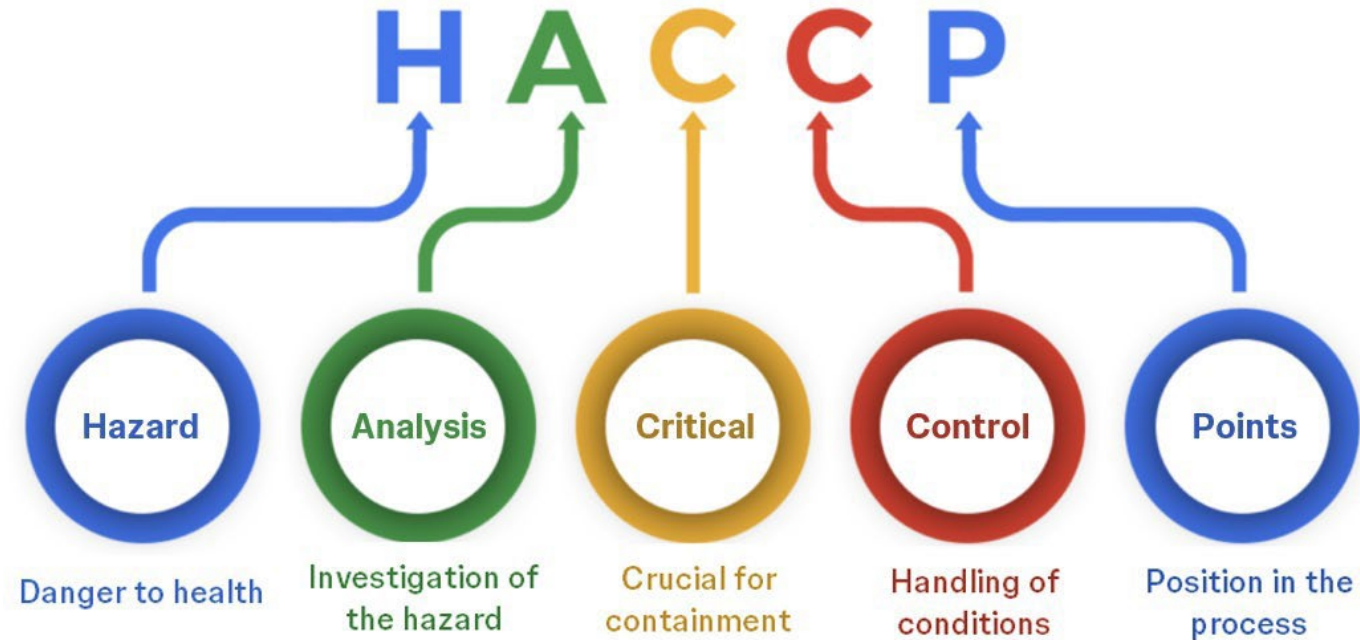 HACCP
Hazard
Analysis
Critical
Control
Points
Danger to health
Investigation of
the hazard
Crucial for
containment
Handling of
conditions
Position in the
process